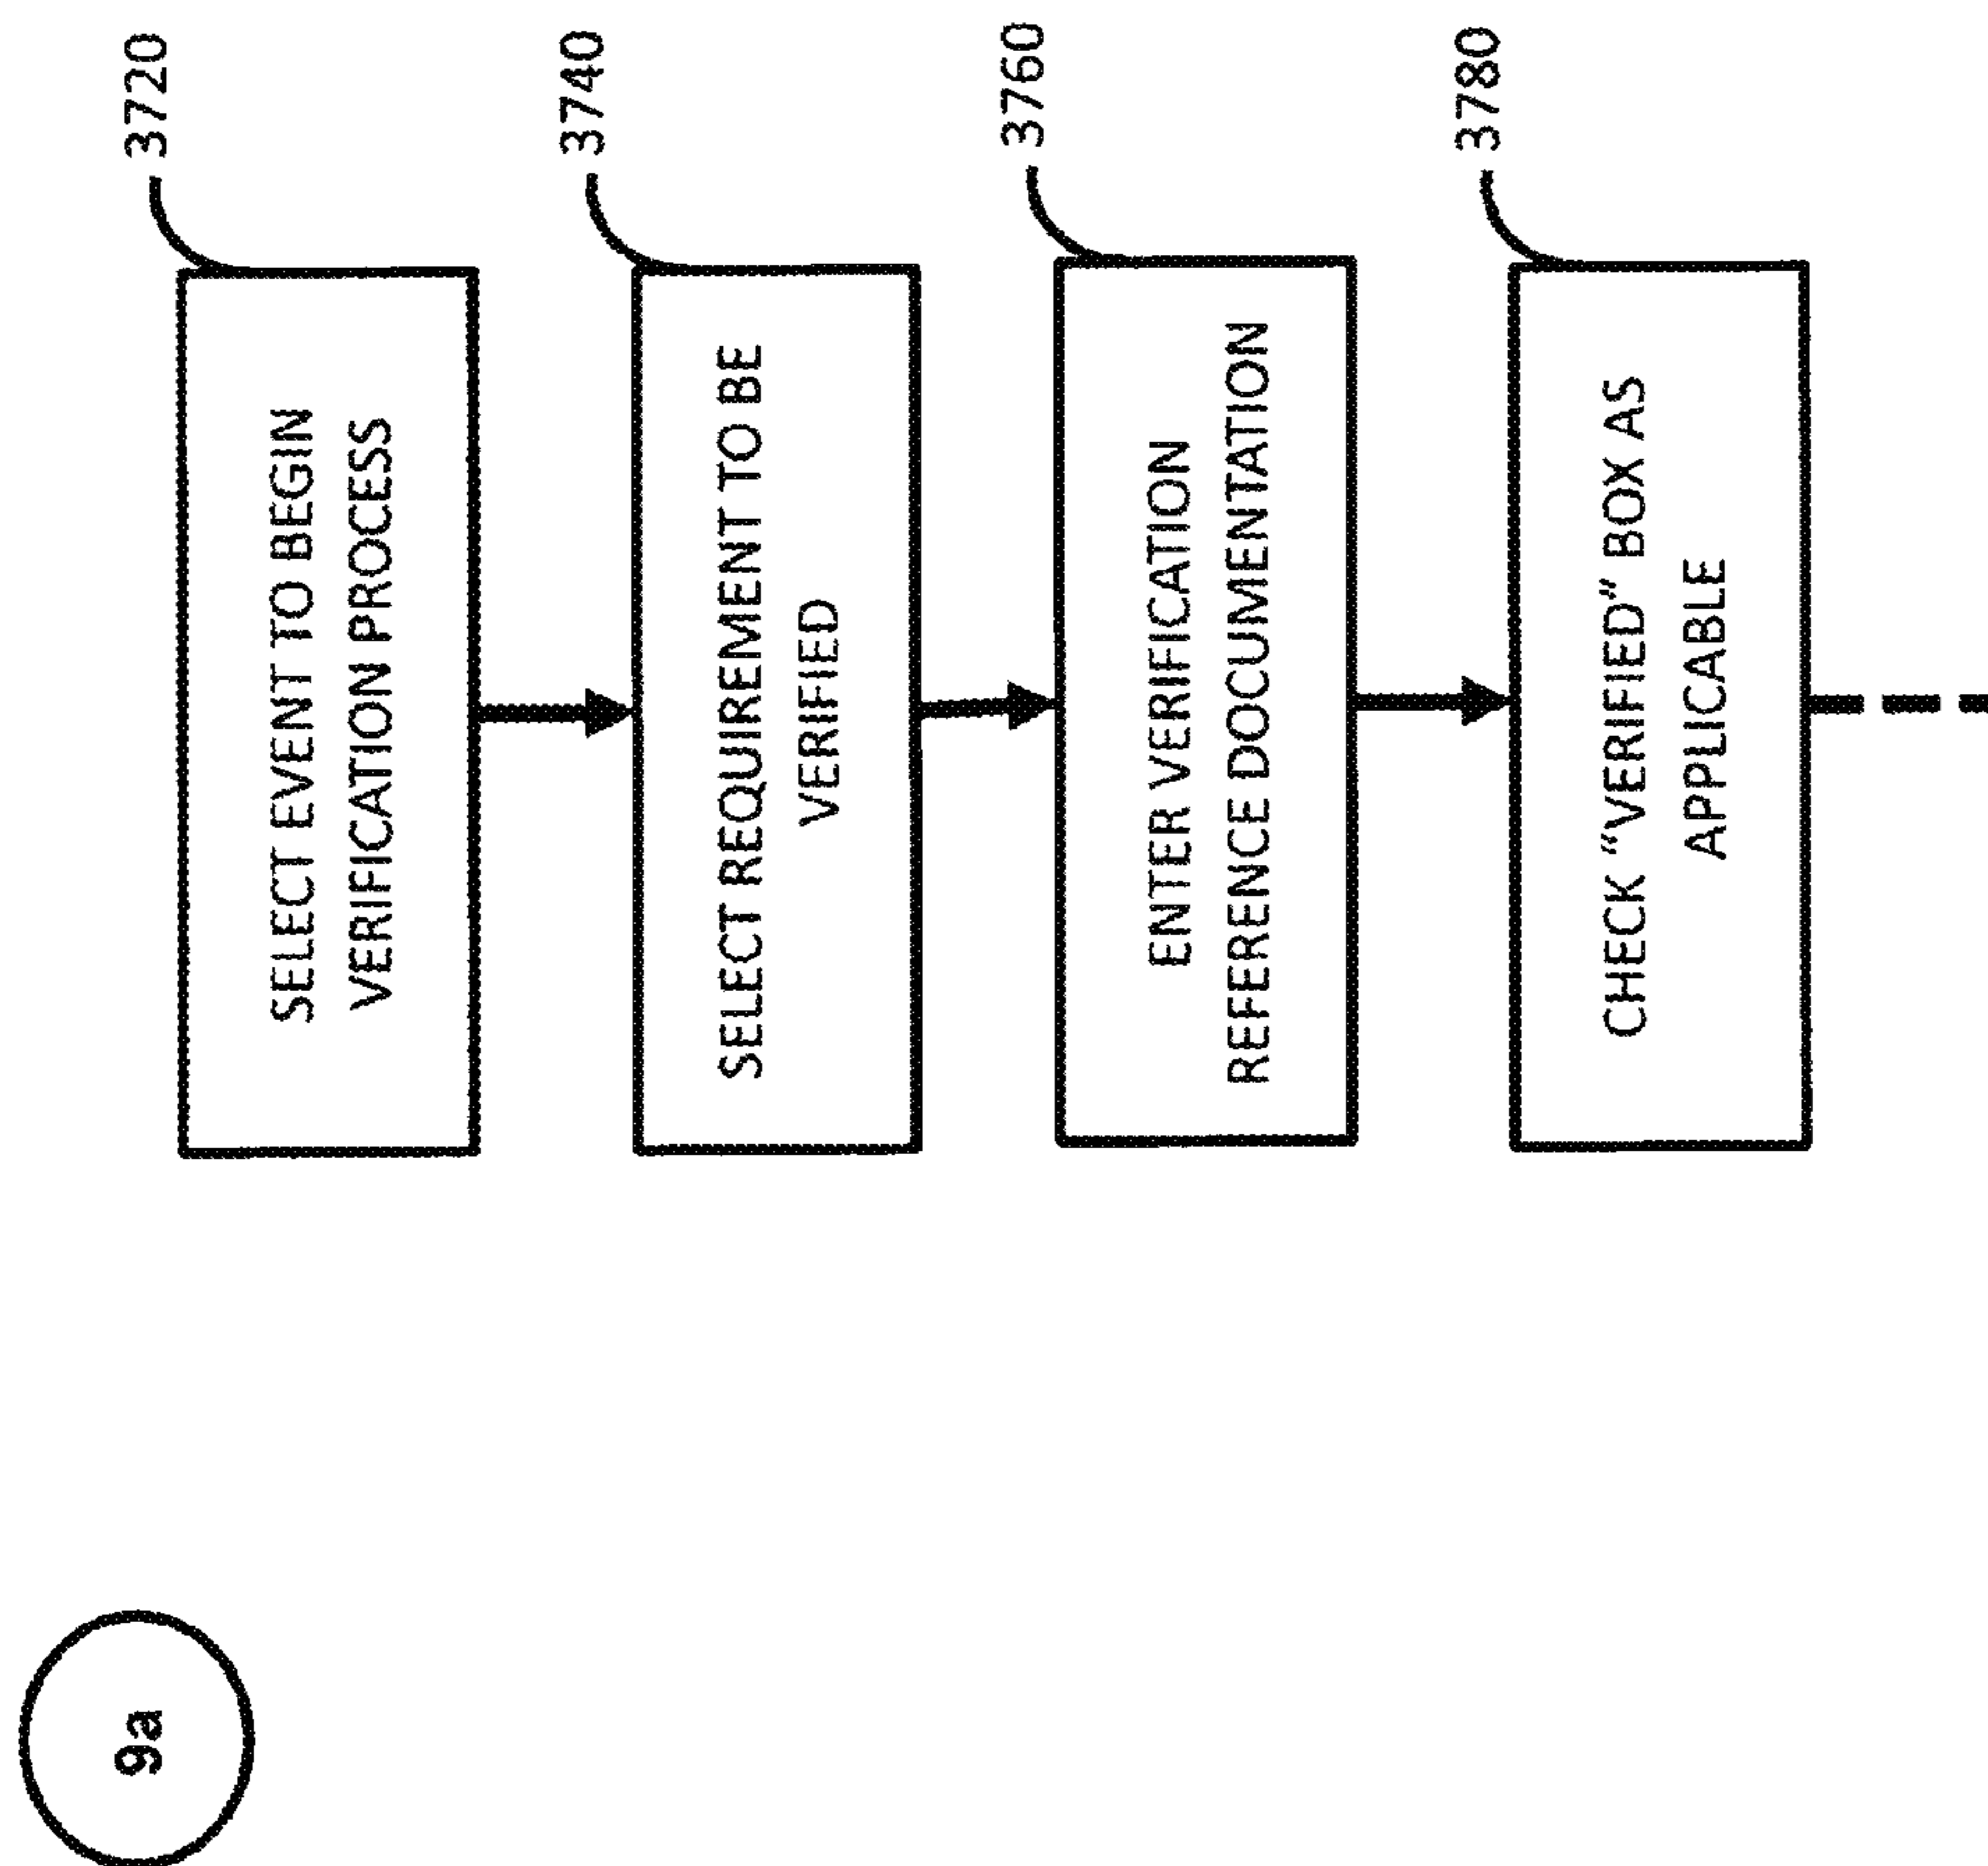 9a
3720
SELECT EVENT TO BEGIN
VERIFICATION PROCESS
3740
SELECT REQUIREMENT TO BE
VERIFIED
3760
ENTER VERIFICATION
REFERENCE DOCUMENTATION
3780
CHECK “VERIFIED” BOX AS
APPLICABLE